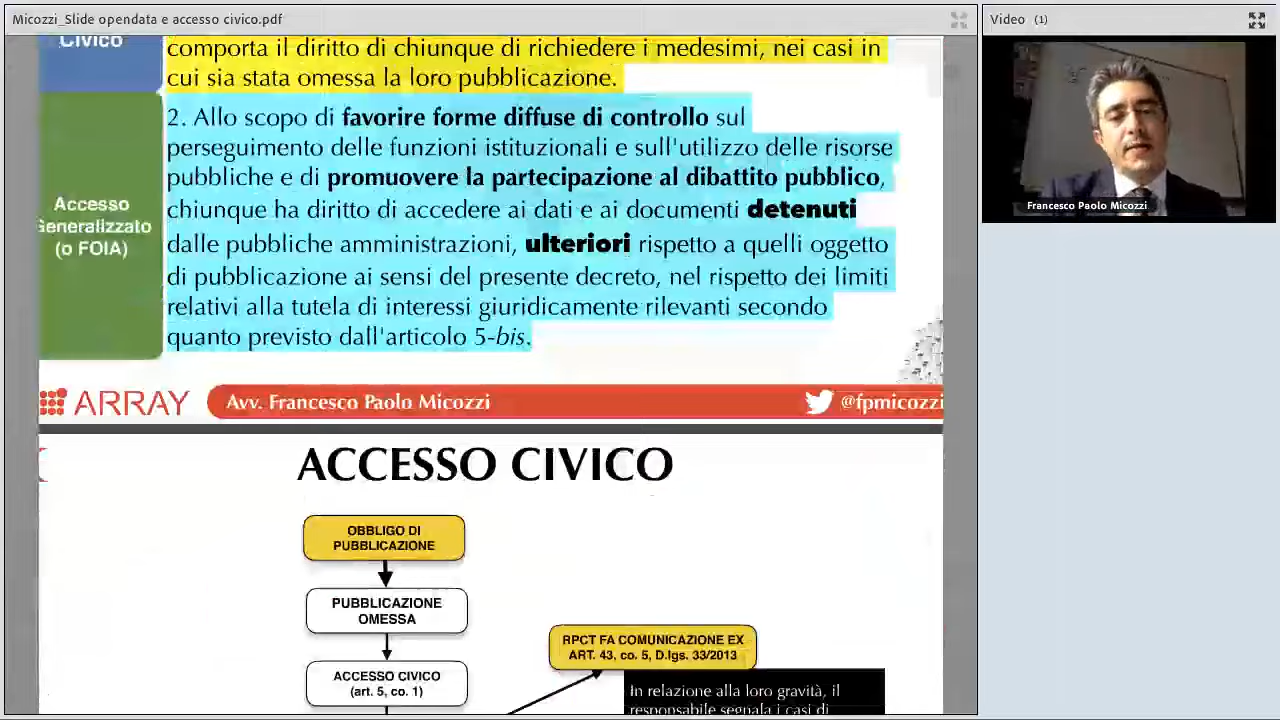 Micozzi_Slide opendata e accesso civico.pdf
Video (1)
Civico
comporta il diritto di chiunque di richiedere i medesimi, nei casi in
cui sia stata omessa la loro pubblicazione.
Accesso
Generalizzato
(o FOIA)
2. Allo scopo di favorire forme diffuse di controllo sul
perseguimento delle funzioni istituzionali e sull'utilizzo delle risorse
pubbliche e di promuovere la partecipazione al dibattito pubblico,
chiunque ha diritto di accedere ai dati e ai documenti detenuti
dalle pubbliche amministrazioni, ulteriori rispetto a quelli oggetto
di pubblicazione ai sensi del presente decreto, nel rispetto dei limiti
relativi alla tutela di interessi giuridicamente rilevanti secondo
quanto previsto dall'articolo 5-bis.
ARRAY
Avv. Francesco Paolo Micozzi
@fpmicozzi
ACCESSO CIVICO
OBBLIGO DI
PUBBLICAZIONE
PUBBLICAZIONE
OMESSA
ACCESSO CIVICO
(art. 5, co. 1)
RPCT FA COMUNICAZIONE EX
ART. 43, co. 5, D.lgs. 33/2013
In relazione alla loro gravità, il
responsabile segnala i casi di
Francesco Paolo Micozzi